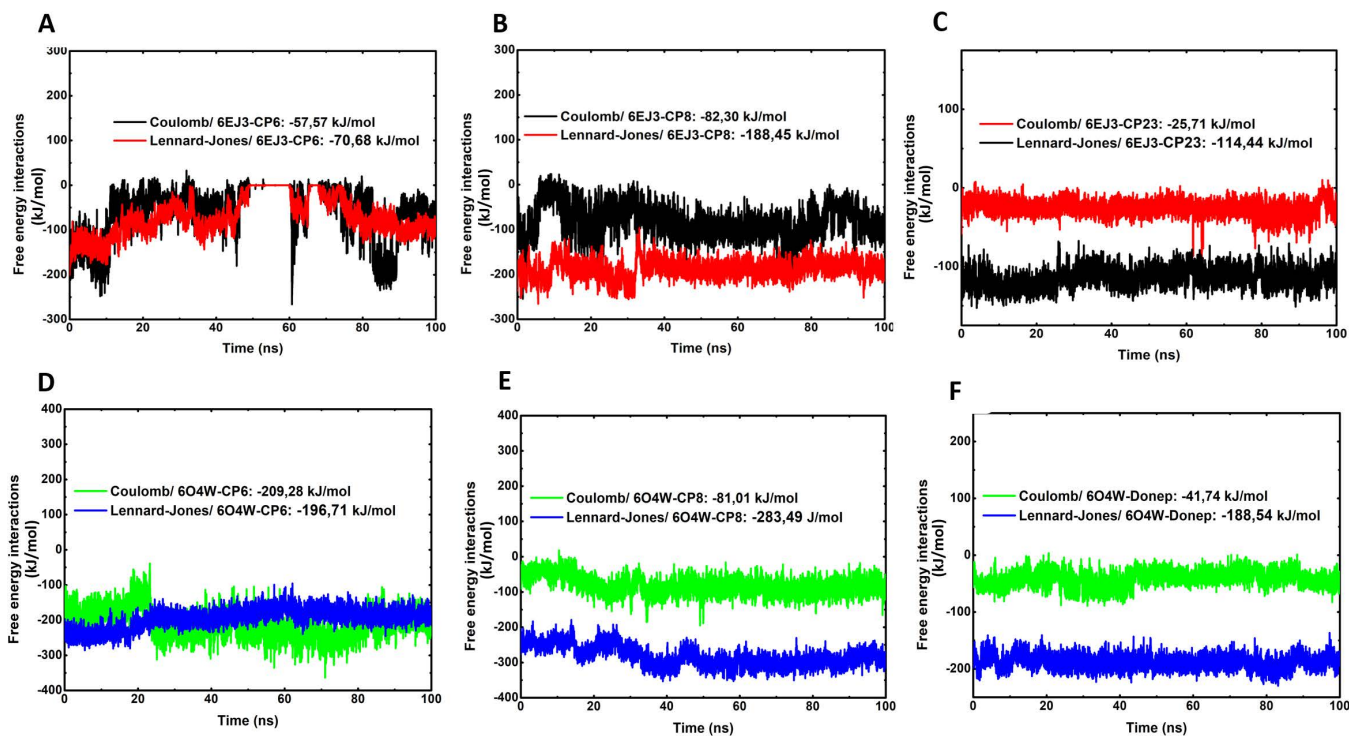 A
Free energy interactions
(kJ/mol)
300
200
100
0
-100
-200
-300
0
20
40
60
80
100
Time (ns)
Coulomb/ 6EJ3-CP6: -57,57 kJ/mol
Lennard-Jones/ 6EJ3-CP6: -70,68 kJ/mol
B
Free energy interactions
(kJ/mol)
300
200
100
0
-100
-200
-300
0
20
40
60
80
100
Time (ns)
Coulomb/ 6EJ3-CP8: -82,30 kJ/mol
Lennard-Jones/ 6EJ3-CP8: -188,45 kJ/mol
C
Free energy interactions
(kJ/mol)
100
0
-100
0
20
40
60
80
100
Time (ns)
Coulomb/ 6EJ3-CP23: -25,71 kJ/mol
Lennard-Jones/ 6EJ3-CP23: -114,44 kJ/mol
D
Free energy interactions
(kJ/mol)
400
300
200
100
0
-100
-200
-300
-400
0
20
40
60
80
100
Time (ns)
Coulomb/ 6O4W-CP6: -209,28 kJ/mol
Lennard-Jones/ 6O4W-CP6: -196,71 kJ/mol
E
Free energy interactions
(kJ/mol)
400
300
200
100
0
-100
-200
-300
-400
0
20
40
60
80
100
Time (ns)
Coulomb/ 6O4W-CP8: -81,01 kJ/mol
Lennard-Jones/ 6O4W-CP8: -283,49 J/mol
F
Free energy interactions
(kJ/mol)
200
100
0
-100
-200
0
20
40
60
80
100
Time (ns)
Coulomb/ 6O4W-Donep: -41,74 kJ/mol
Lennard-Jones/ 6O4W-Donep: -188,54 kJ/mol